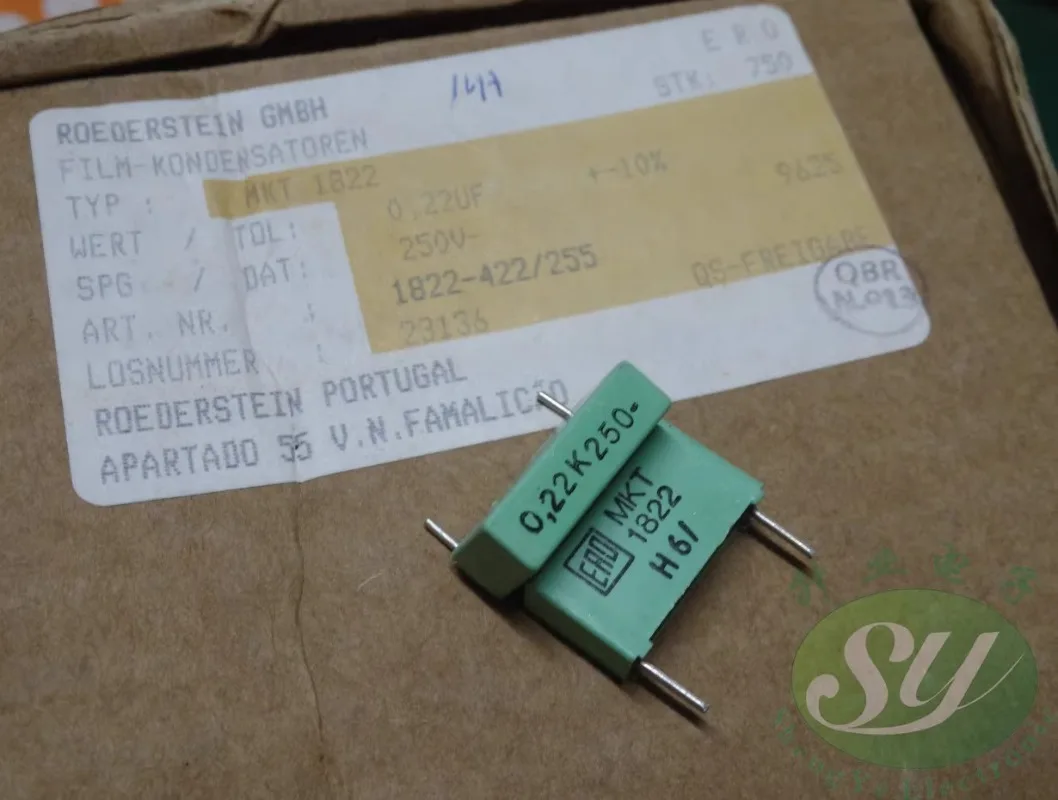 E R O
147
STK: 750
ROEDERSTEIN GMBH
FILM-KONDENSATOREN
TYP : MKT 1822
WERT / TOL: 0,22UF +-10%
SPG / DAT: 250V- 9625
ART. NR. : 1822-422/255
LOSNUMMER : 23136 QS-FREIGABE
QBR
ROEDERSTEIN PORTUGAL
APARTADO 55 V.N.FAMALICÃO
0,22K250=
ERO
MKT
1822
H61
SY